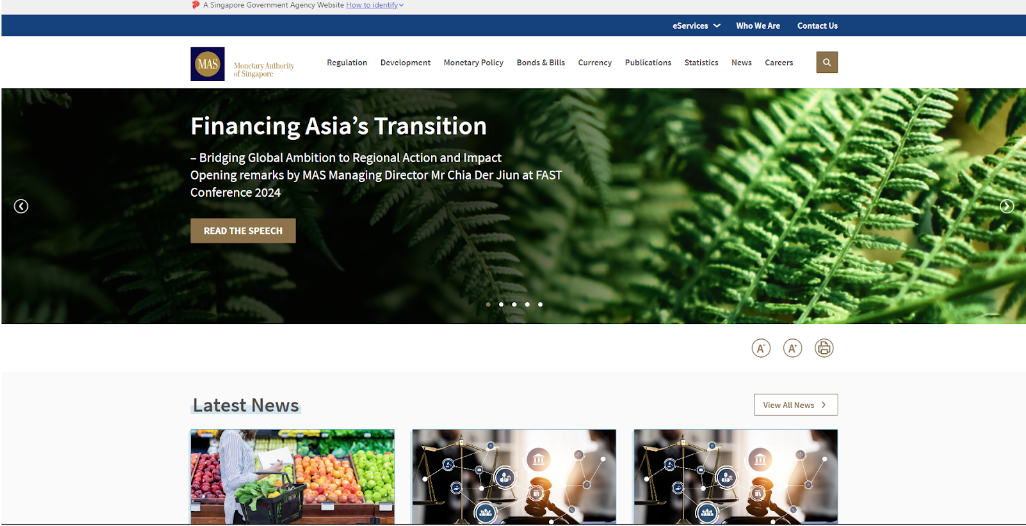 A Singapore Government Agency Website How to identify
eServices Who We Are Contact Us
MAS
Monetary Authority
of Singapore
Regulation Development Monetary Policy Bonds & Bills Currency Publications Statistics News Careers
Financing Asia’s Transition
– Bridging Global Ambition to Regional Action and Impact
Opening remarks by MAS Managing Director Mr Chia Der Jiun at FAST
Conference 2024
READ THE SPEECH
A- A+
Latest News
View All News